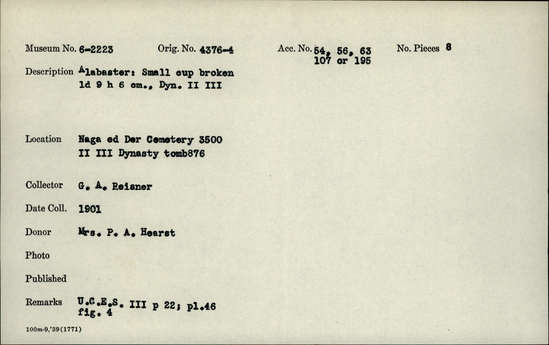 Museum No. 6-2223 Orig. No. 4376-4 Acc. No. 54, 56, 63 No. Pieces 8
107 or 195
Description Alabaster: Small cup broken
ld 9 h 6 cm., Dyn. II III
Location Naga ed Der Cemetery 3500
II III Dynasty tomb876
Collector G. A. Reisner
Date Coll. 1901
Donor Mrs. P. A. Hearst
Photo
Published
Remarks U.C.E.S. III p 22; pl.46
fig. 4
100m-9,'39(1771)